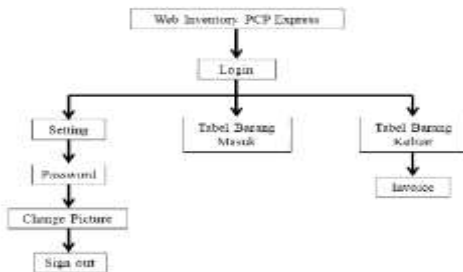 Web Inventory PCP Express
Login
Setting
Tabel Barang
Masuk
Tabel Barang
Keluar
Password
Invoice
Change Picture
Sign out